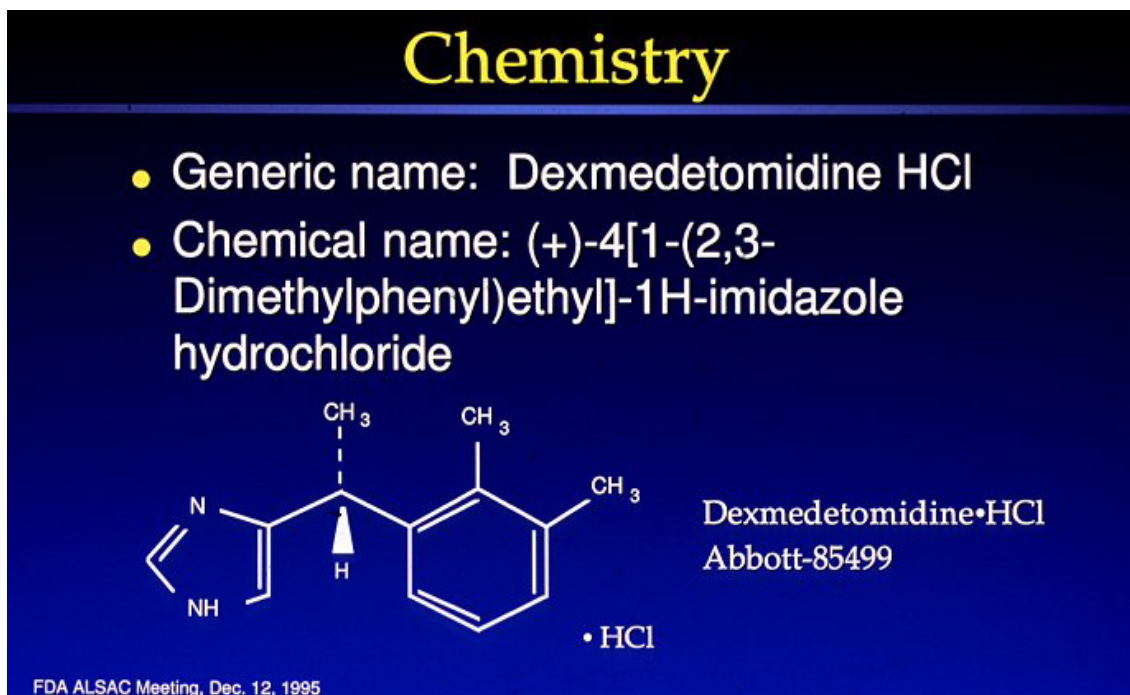 Chemistry
• Generic name: Dexmedetomidine HCl
• Chemical name: (+)-4[1-(2,3-
Dimethylphenyl)ethyl]-1H-imidazole
hydrochloride
CH3
CH3
CH3
N
NH
H
Dexmedetomidine•HCl
Abbott-85499
• HCl
FDA ALSAC Meeting, Dec. 12, 1995